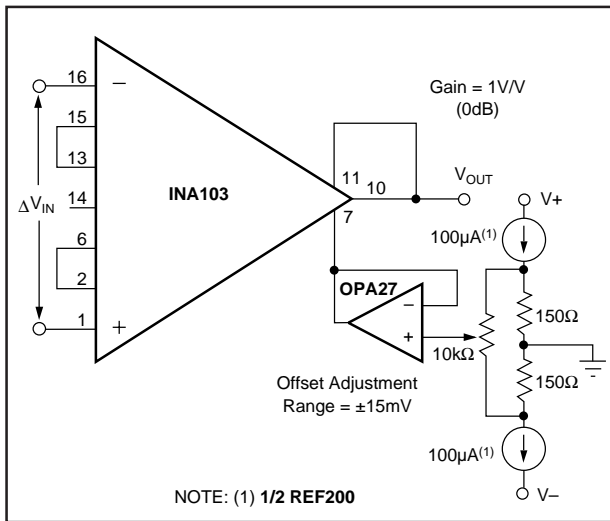 16
−
15
13
14
6
2
1
+
ΔV_IN
INA103
11
10
7
Gain = 1V/V
(0dB)
V_OUT
V+
100µA(1)
OPA27
−
+
10kΩ
150Ω
150Ω
Offset Adjustment
Range = ±15mV
100µA(1)
V–
NOTE: (1) 1/2 REF200